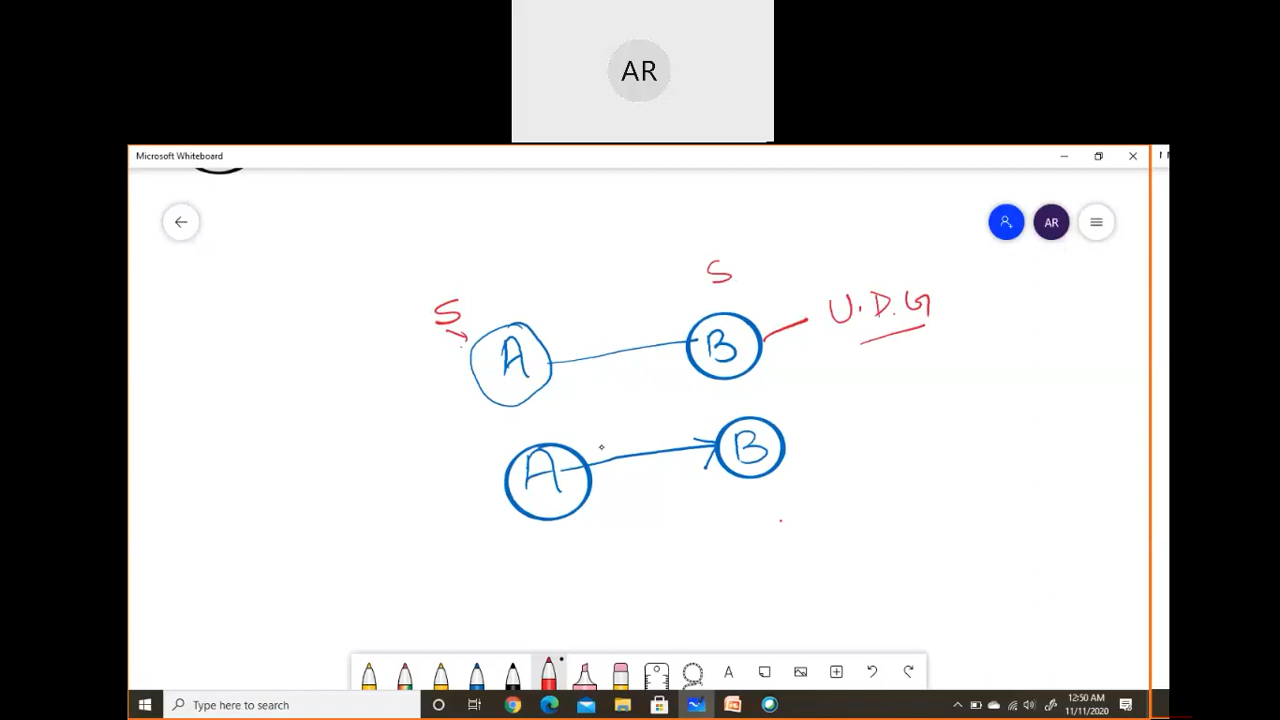 AR
Microsoft Whiteboard
AR
S
S
U.D.G
A
B
A
B
A
Type here to search
12:50 AM
11/11/2020